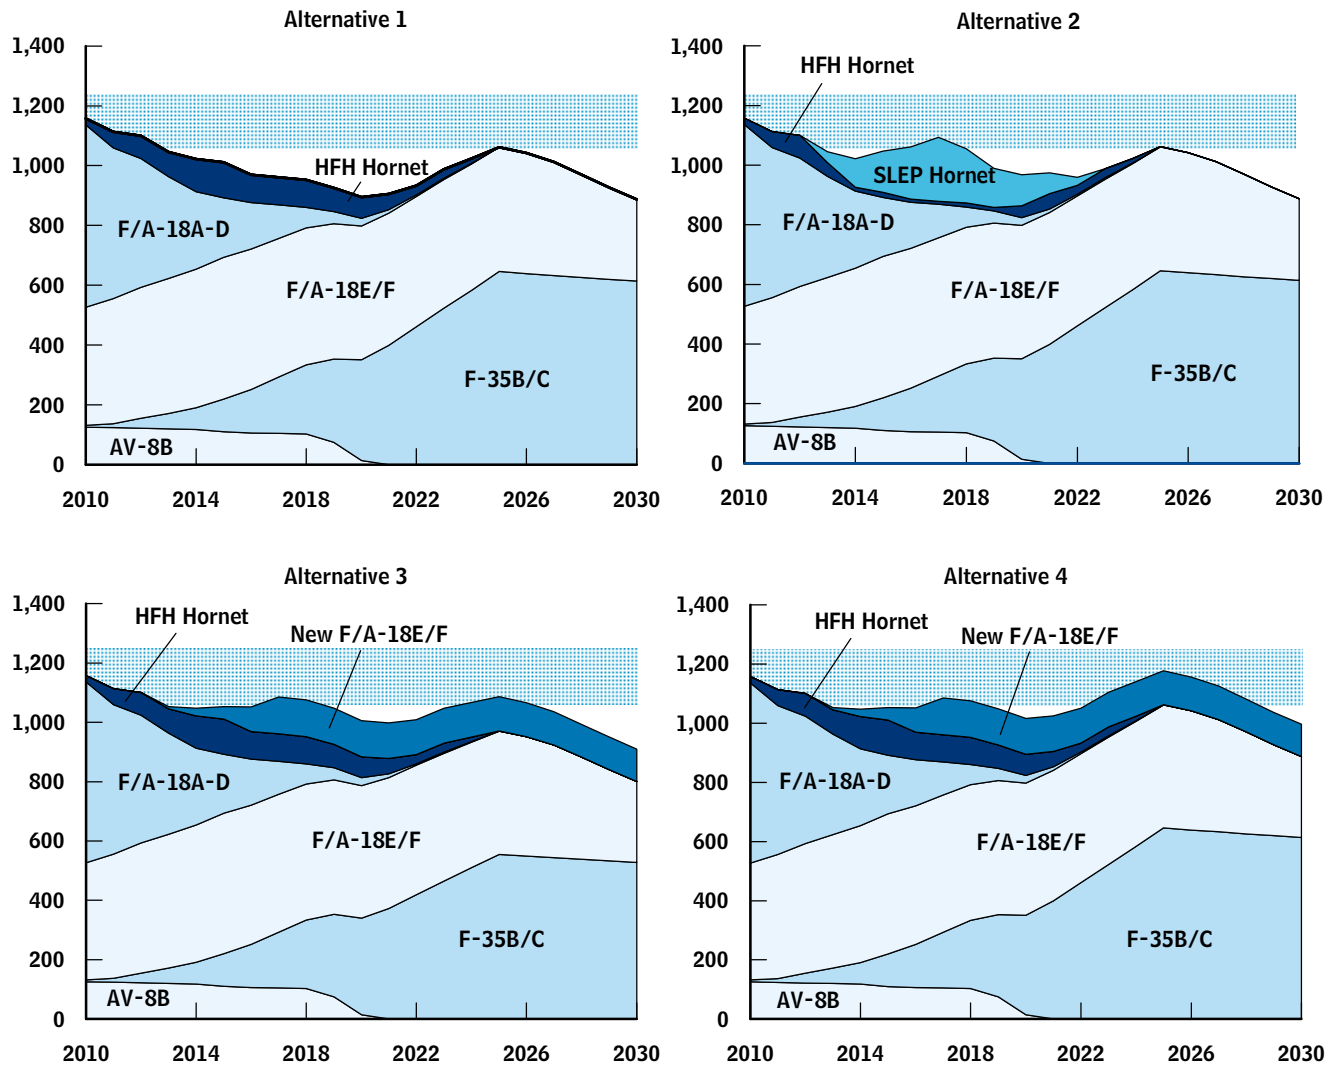 Alternative 1
1,400
1,200
1,000
800
600
400
200
0
HFH Hornet
F/A-18A-D
F/A-18E/F
F-35B/C
AV-8B
2010 2014 2018 2022 2026 2030
Alternative 2
1,400
1,200
1,000
800
600
400
200
0
HFH Hornet
SLEP Hornet
F/A-18A-D
F/A-18E/F
F-35B/C
AV-8B
2010 2014 2018 2022 2026 2030
Alternative 3
1,400
1,200
1,000
800
600
400
200
0
HFH Hornet
New F/A-18E/F
F/A-18A-D
F/A-18E/F
F-35B/C
AV-8B
2010 2014 2018 2022 2026 2030
Alternative 4
1,400
1,200
1,000
800
600
400
200
0
HFH Hornet
New F/A-18E/F
F/A-18A-D
F/A-18E/F
F-35B/C
AV-8B
2010 2014 2018 2022 2026 2030